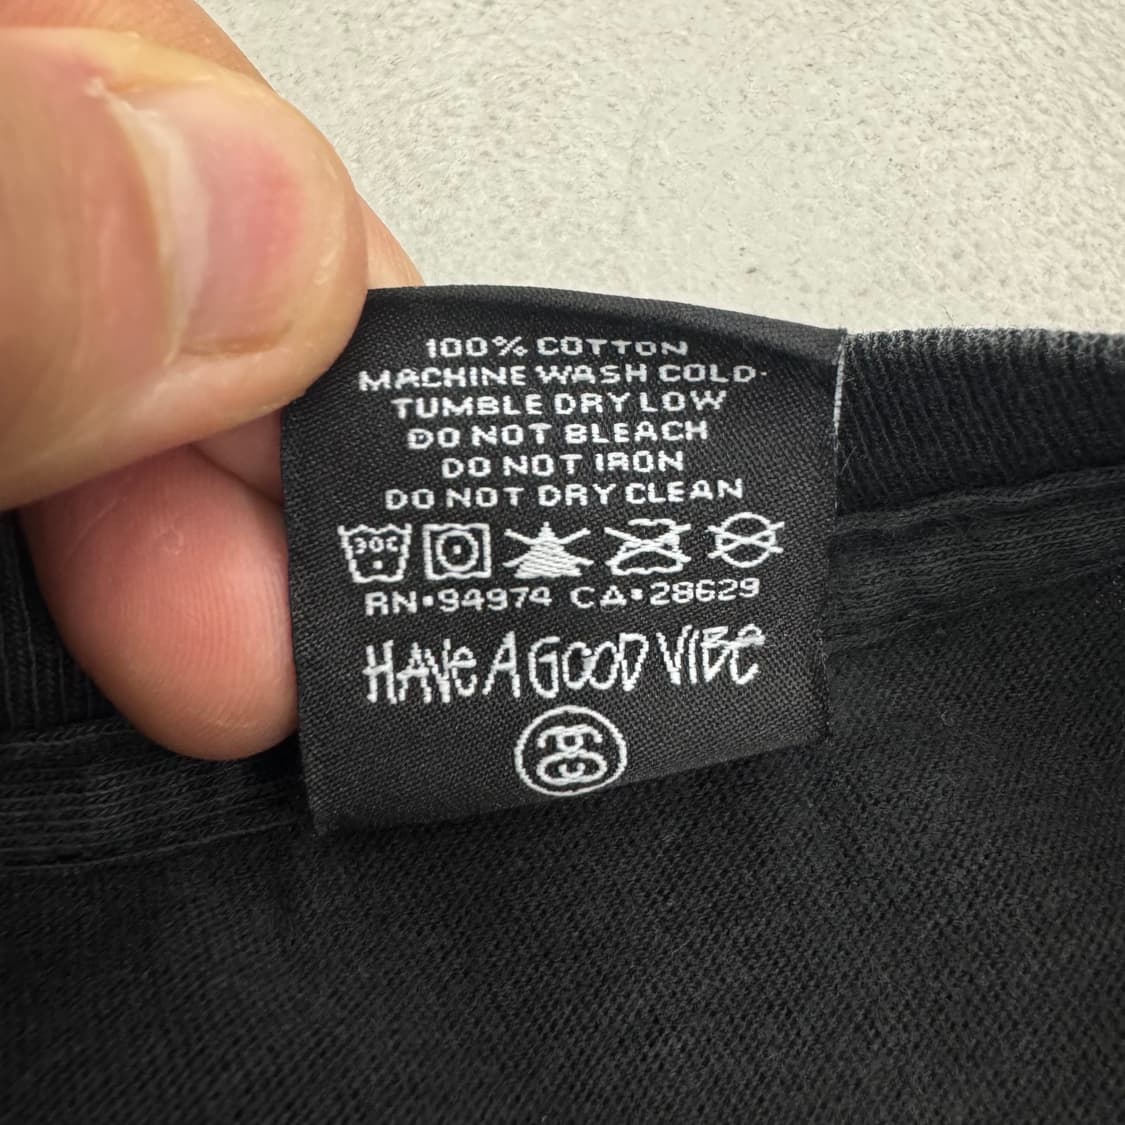 100% COTTON
MACHINE WASH COLD
TUMBLE DRY LOW
DO NOT BLEACH
DO NOT IRON
DO NOT DRY CLEAN
30C
RN•94974 CA•28629
HAVE A GOOD VIBE